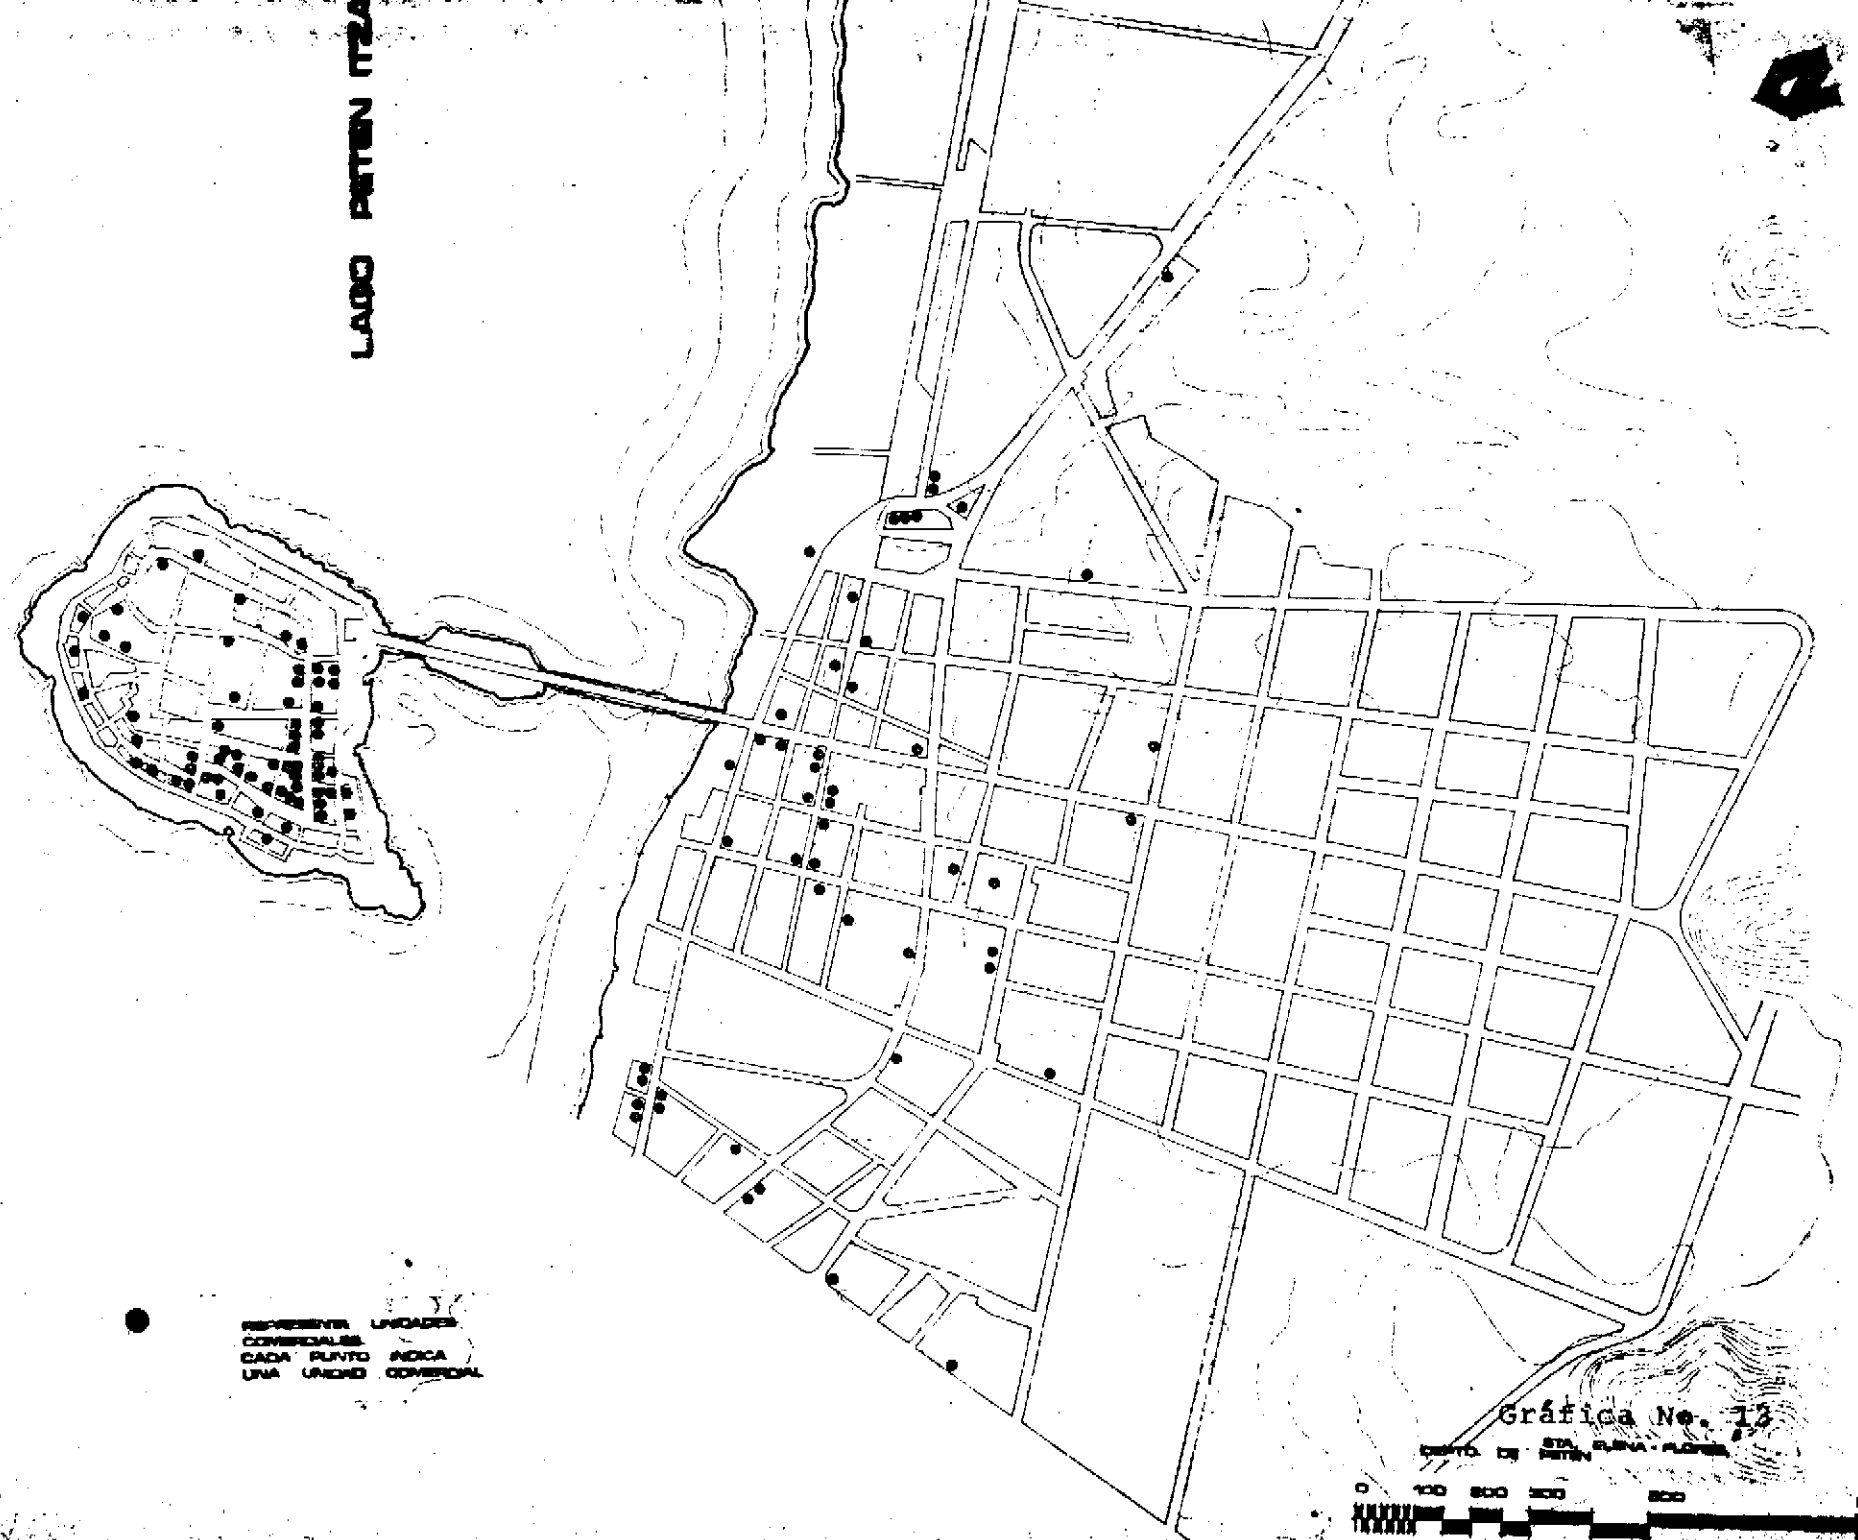 LAGO PETEN ITZA
REPRESENTA UNIDADES
COMERCIALES.
CADA PUNTO INDICA
UNA UNIDAD COMERCIAL
Gráfica No. 13
DEPTO. DE PETEN STA. ELENA - FLORES,
0 100 200 300 500